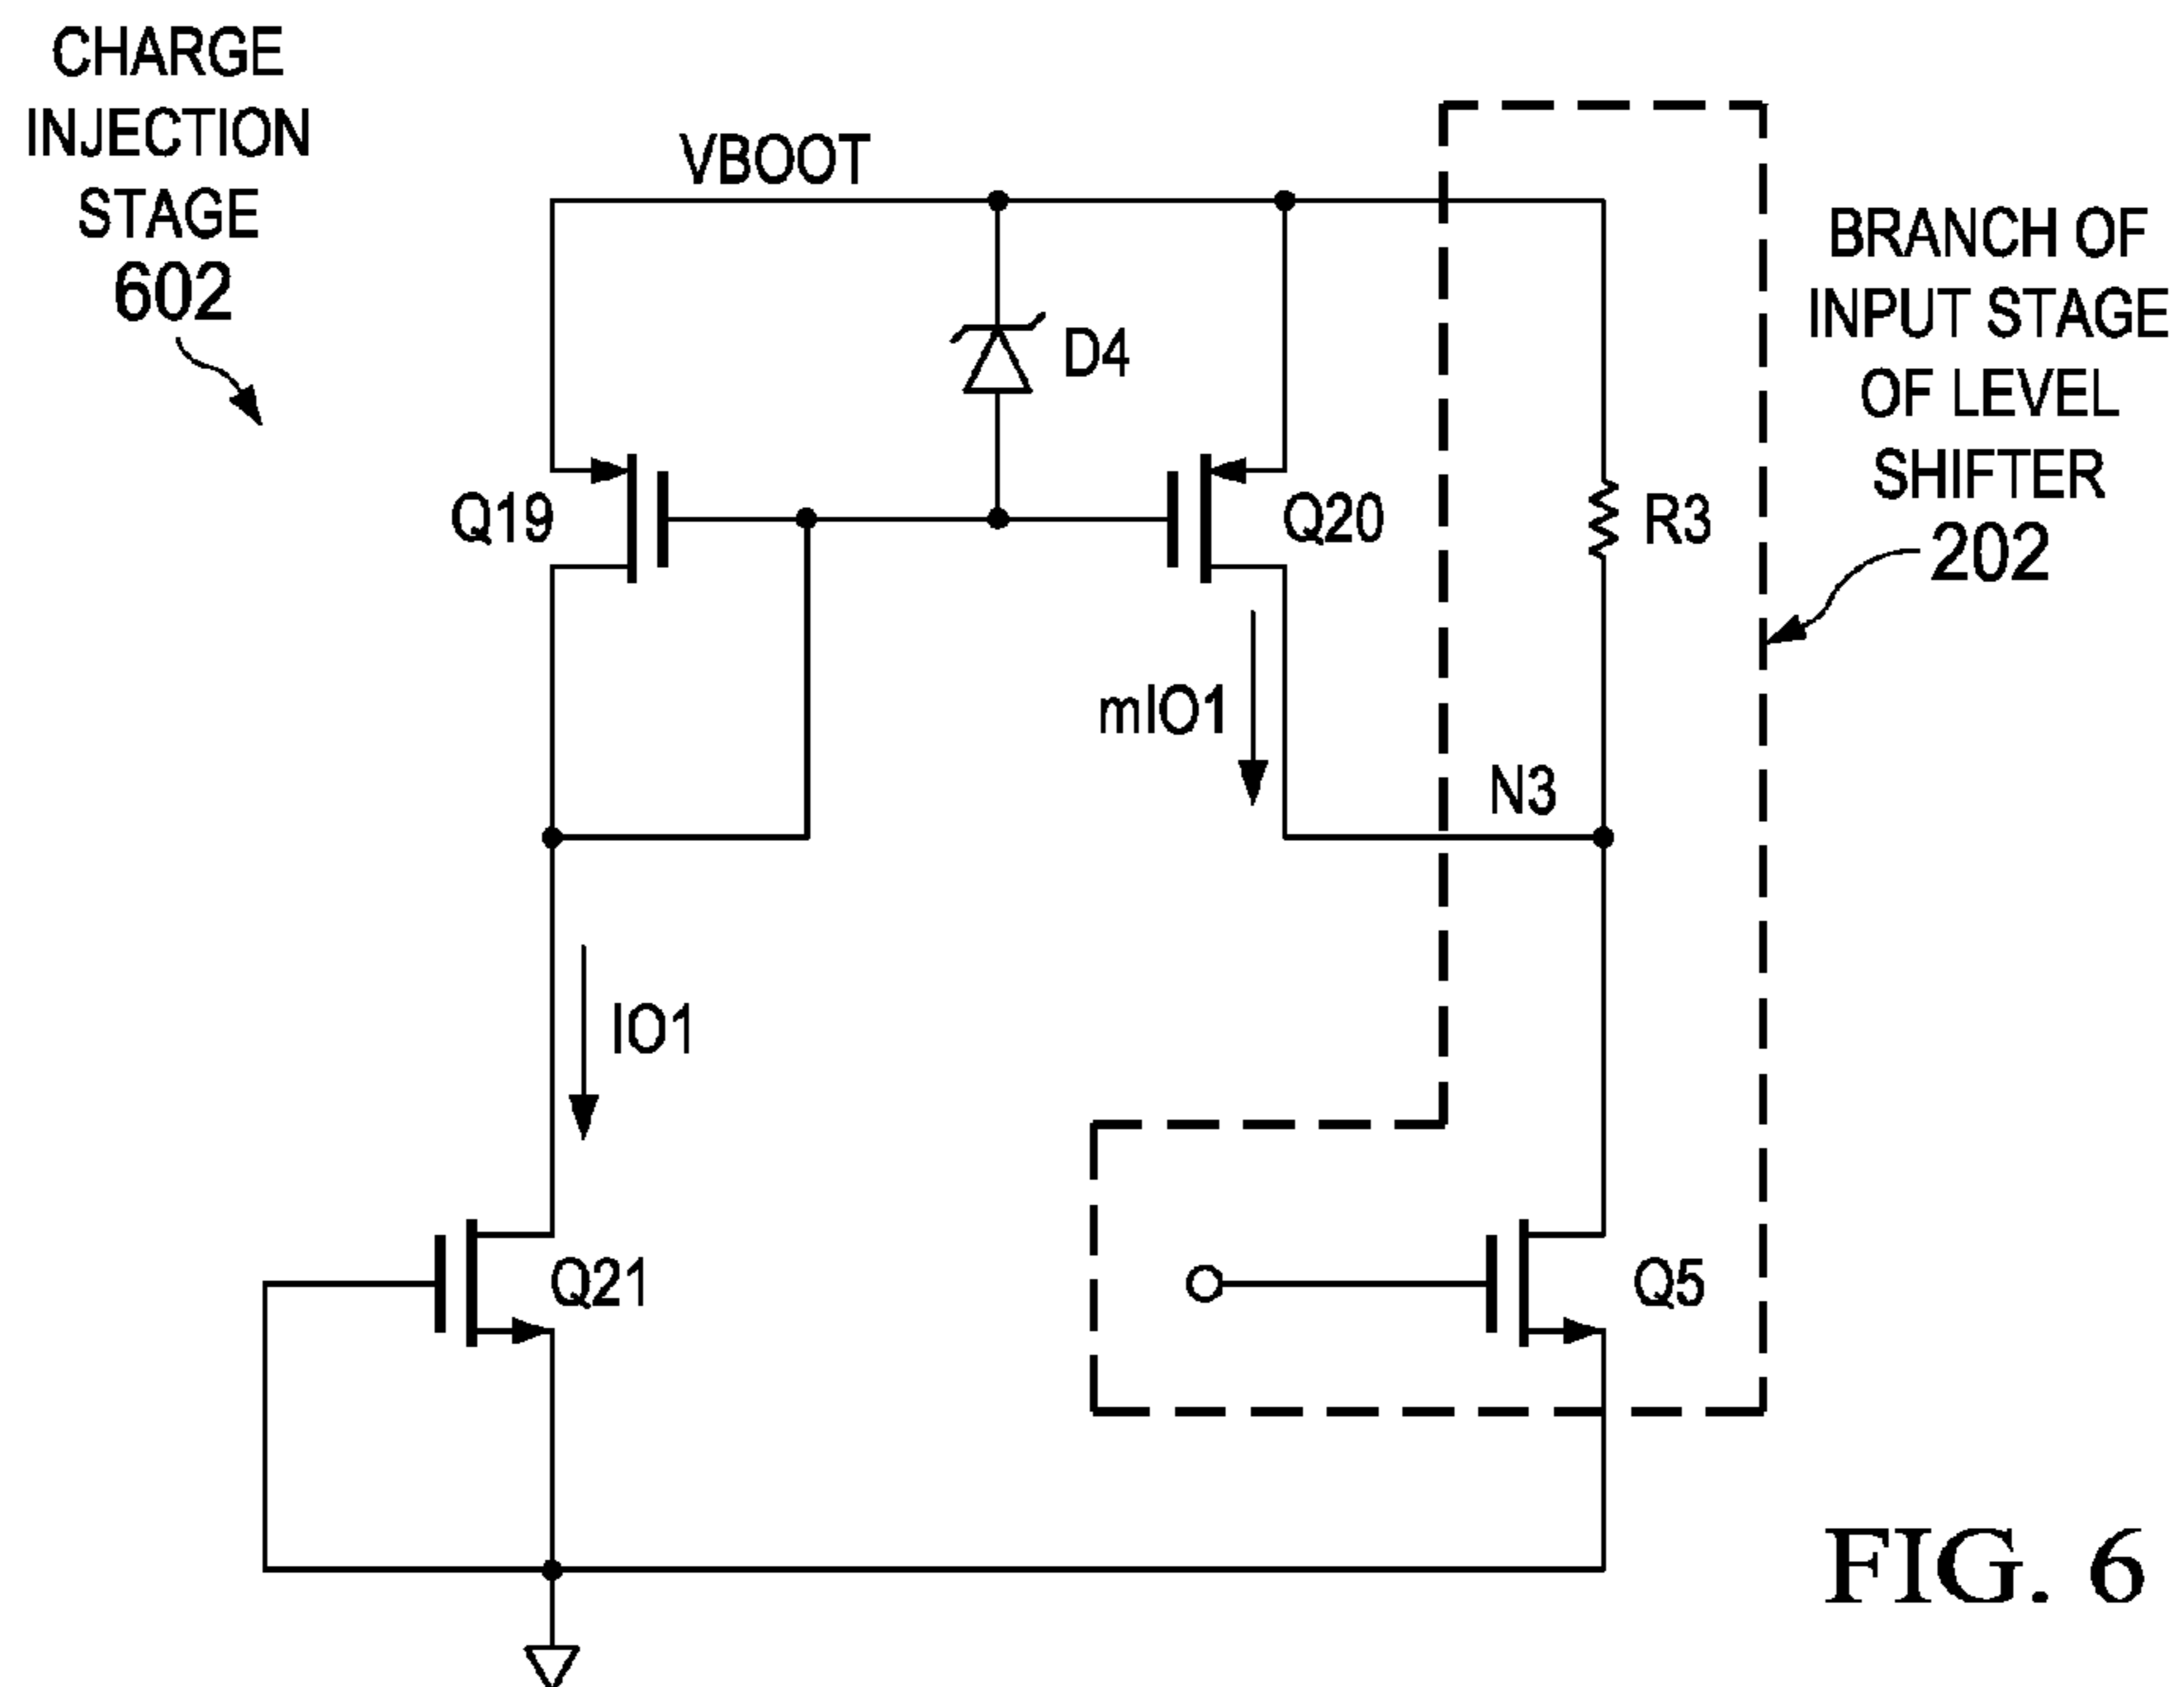 CHARGE
INJECTION
STAGE
602
VBOOT
BRANCH OF
INPUT STAGE
OF LEVEL
SHIFTER
202
D4
Q19
Q20
R3
mIO1
N3
IO1
Q21
Q5
FIG. 6